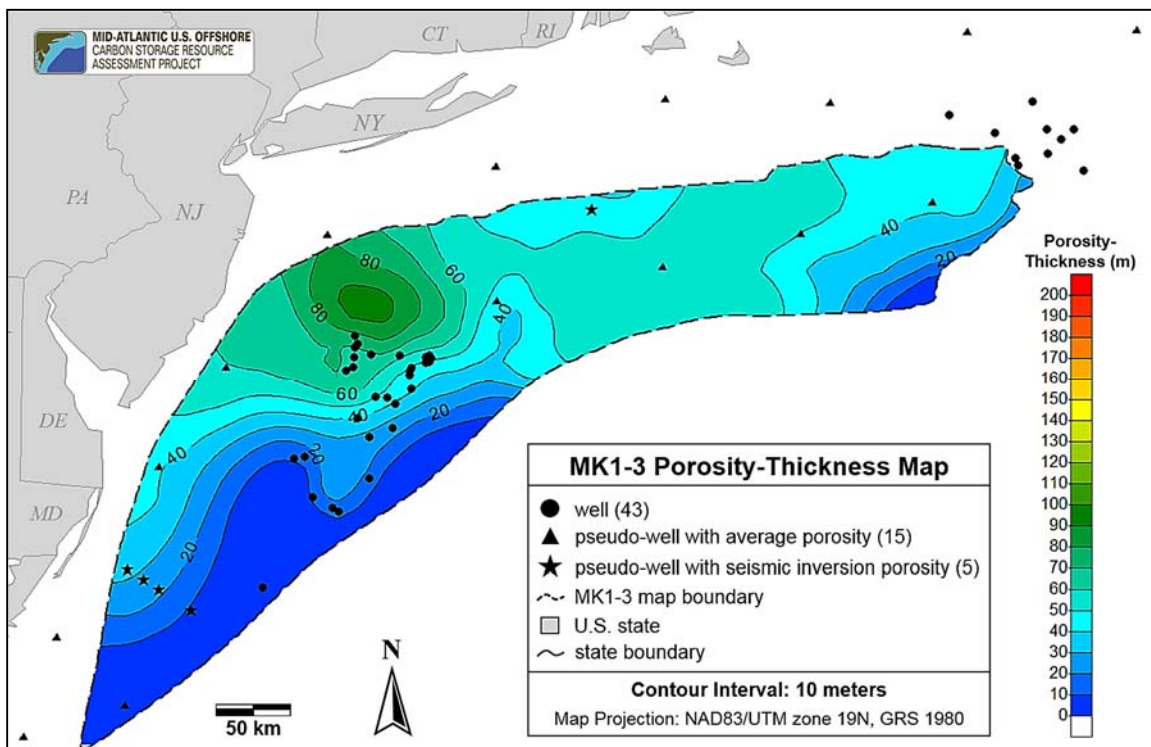 MID-ATLANTIC U.S. OFFSHORE
CARBON STORAGE RESOURCE
ASSESSMENT PROJECT
CT
RI
NY
PA
NJ
DE
MD
80
60
80
40
60
40
20
20
40
20
40
20
Porosity-
Thickness (m)
200
190
180
170
160
150
140
130
120
110
100
90
80
70
60
50
40
30
20
10
0
MK1-3 Porosity-Thickness Map
well (43)
pseudo-well with average porosity (15)
pseudo-well with seismic inversion porosity (5)
MK1-3 map boundary
U.S. state
state boundary
Contour Interval: 10 meters
Map Projection: NAD83/UTM zone 19N, GRS 1980
N
50 km